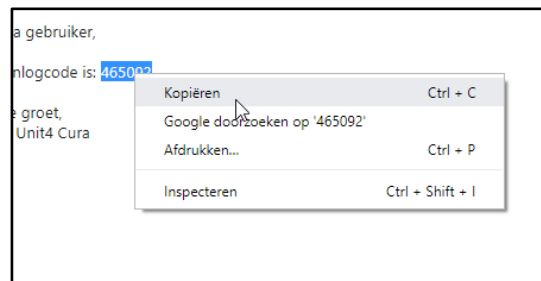 a gebruiker,
nlogcode is: 465092
Kopiëren Ctrl + C
e groet,
Google doorzoeken op '465092'
Unit4 Cura
Afdrukken... Ctrl + P
Inspecteren Ctrl + Shift + I